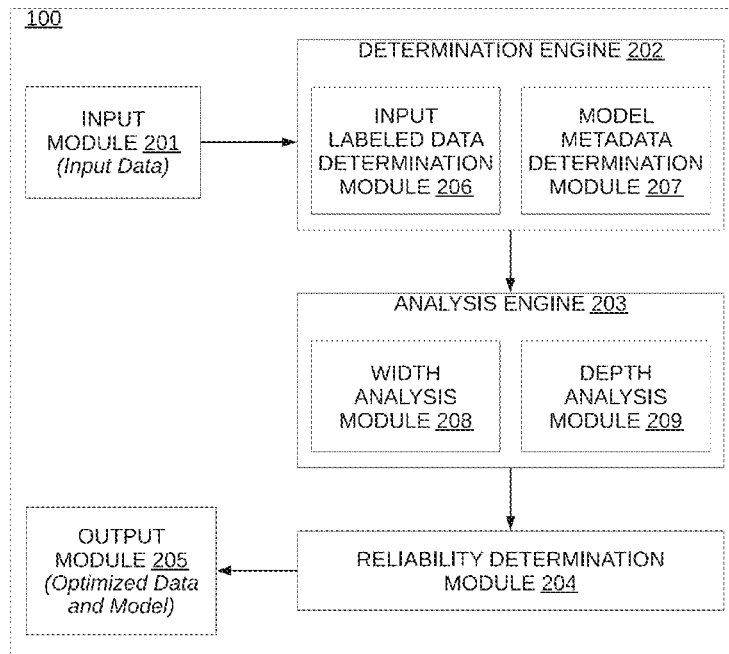 100
DETERMINATION ENGINE 202
INPUT
MODULE 201
(Input Data)
INPUT
LABELED DATA
DETERMINATION
MODULE 206
MODEL
METADATA
DETERMINATION
MODULE 207
ANALYSIS ENGINE 203
WIDTH
ANALYSIS
MODULE 208
DEPTH
ANALYSIS
MODULE 209
OUTPUT
MODULE 205
(Optimized Data
and Model)
RELIABILITY DETERMINATION
MODULE 204